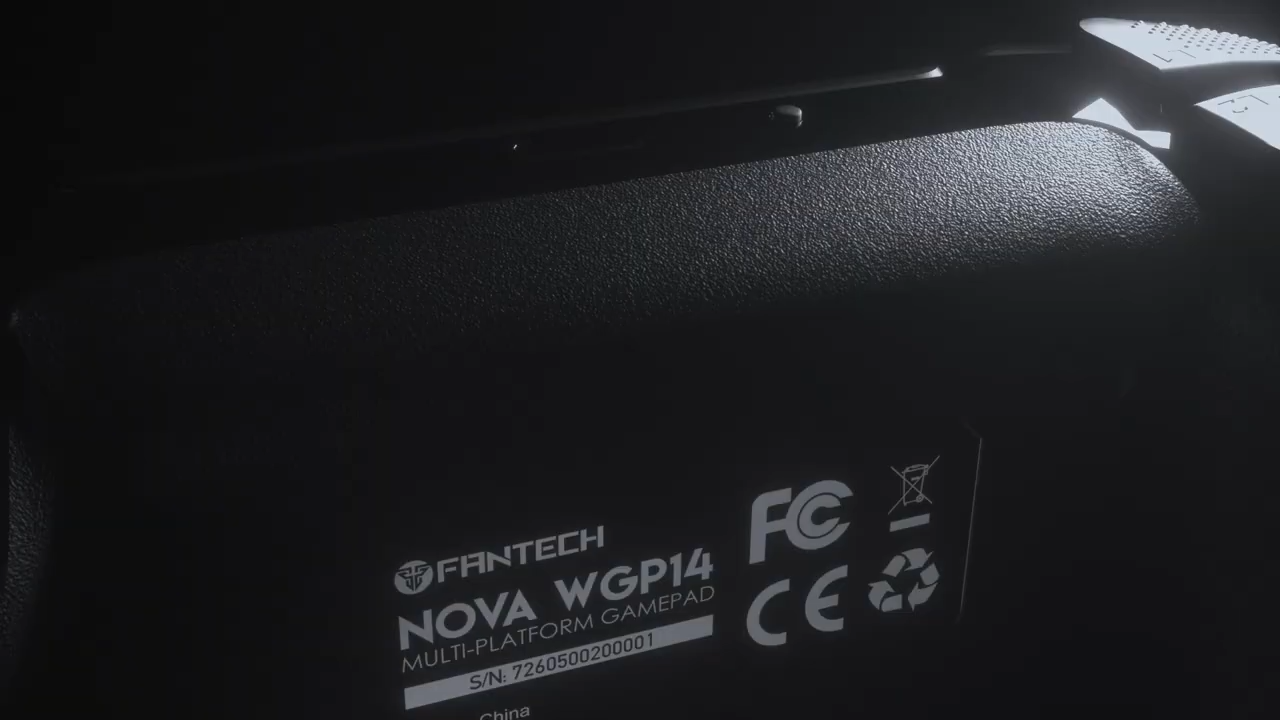 FANTECH
NOVA WGP14
MULTI-PLATFORM GAMEPAD
S/N: 7260500200001
China
FC
CE